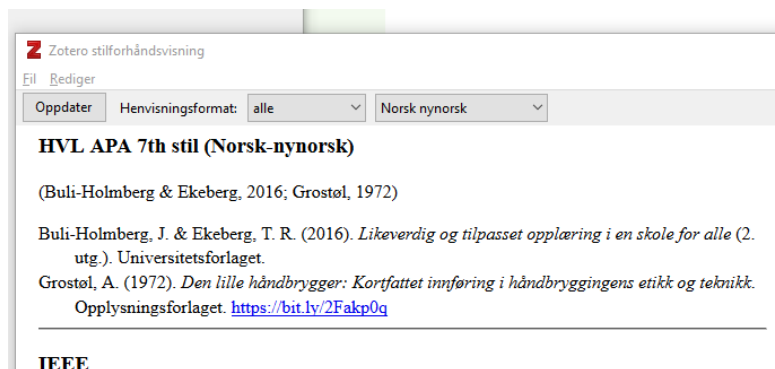 Zotero stilforhåndsvisning
Fil Rediger
Oppdater Henvisningsformat: alle Norsk nynorsk
HVL APA 7th stil (Norsk-nynorsk)
(Buli-Holmberg & Ekeberg, 2016; Grostøl, 1972)
Buli-Holmberg, J. & Ekeberg, T. R. (2016). Likeverdig og tilpasset opplæring i en skole for alle (2.
utg.). Universitetsforlaget.
Grostøl, A. (1972). Den lille håndbrygger: Kortfattet innføring i håndbryggingens etikk og teknikk.
Opplysningsforlaget. https://bit.ly/2Fakp0q
IEEE